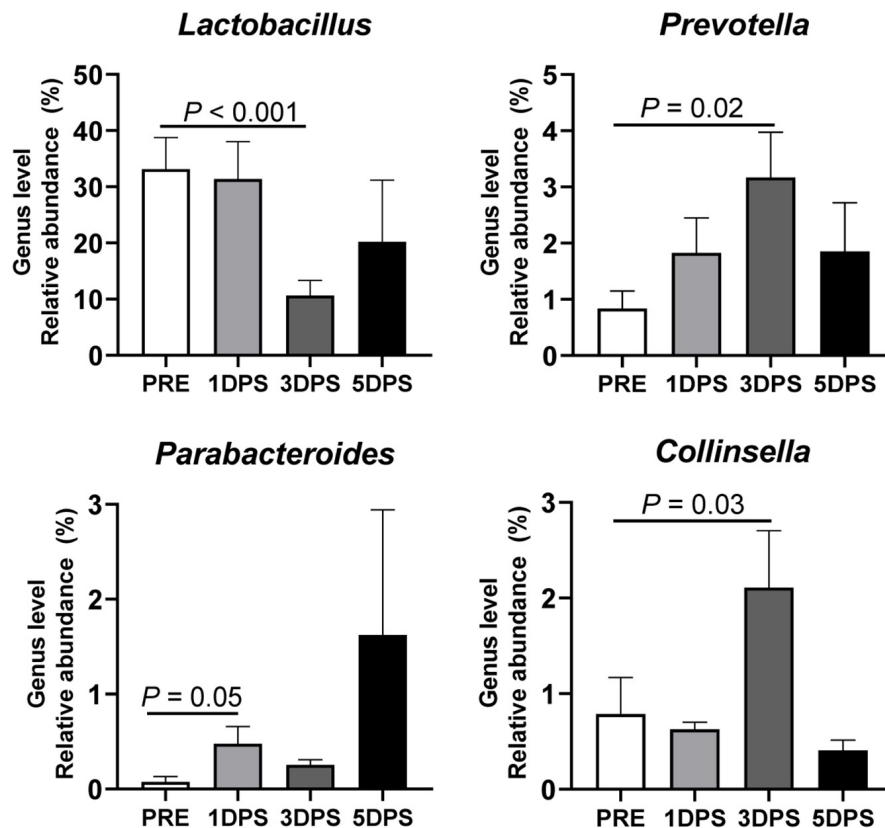 Lactobacillus
Genus level
Relative abundance (%)
50
40
30
20
10
0
P < 0.001
PRE 1DPS 3DPS 5DPS
Prevotella
Genus level
Relative abundance (%)
5
4
3
2
1
0
P = 0.02
PRE 1DPS 3DPS 5DPS
Parabacteroides
Genus level
Relative abundance (%)
3
2
1
0
P = 0.05
PRE 1DPS 3DPS 5DPS
Collinsella
Genus level
Relative abundance (%)
3
2
1
0
P = 0.03
PRE 1DPS 3DPS 5DPS